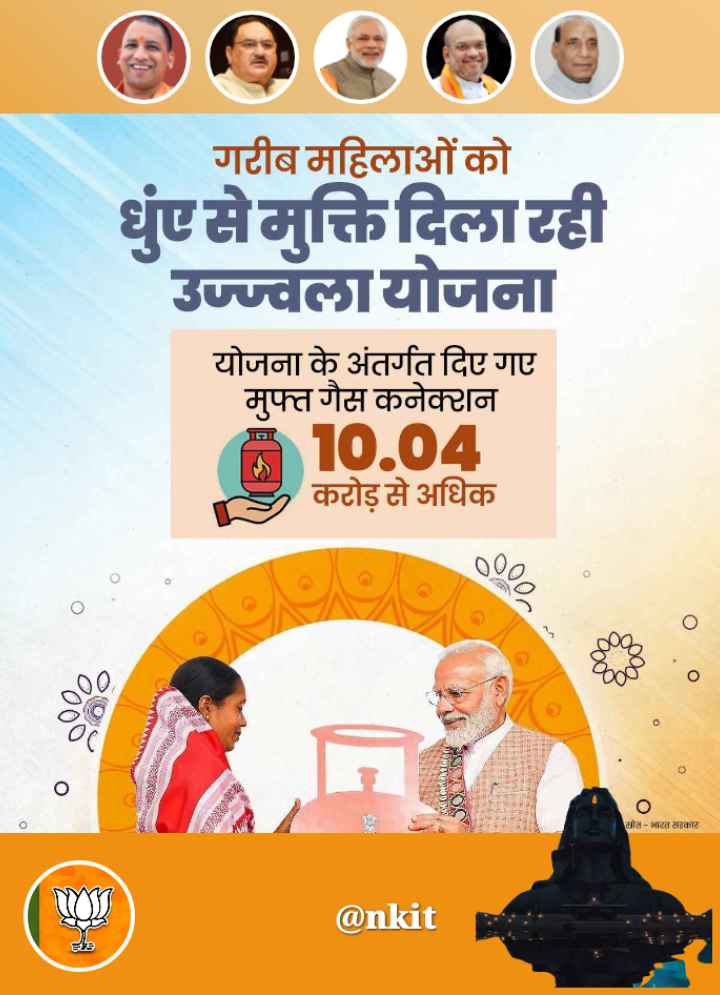 गरीब महिलाओं को
धुंए से मुक्ति दिला रही
उज्ज्वला योजना
योजना के अंतर्गत दिए गए
मुफ्त गैस कनेक्शन
10.04
करोड़ से अधिक
स्रोत - भारत सरकार
@nkit